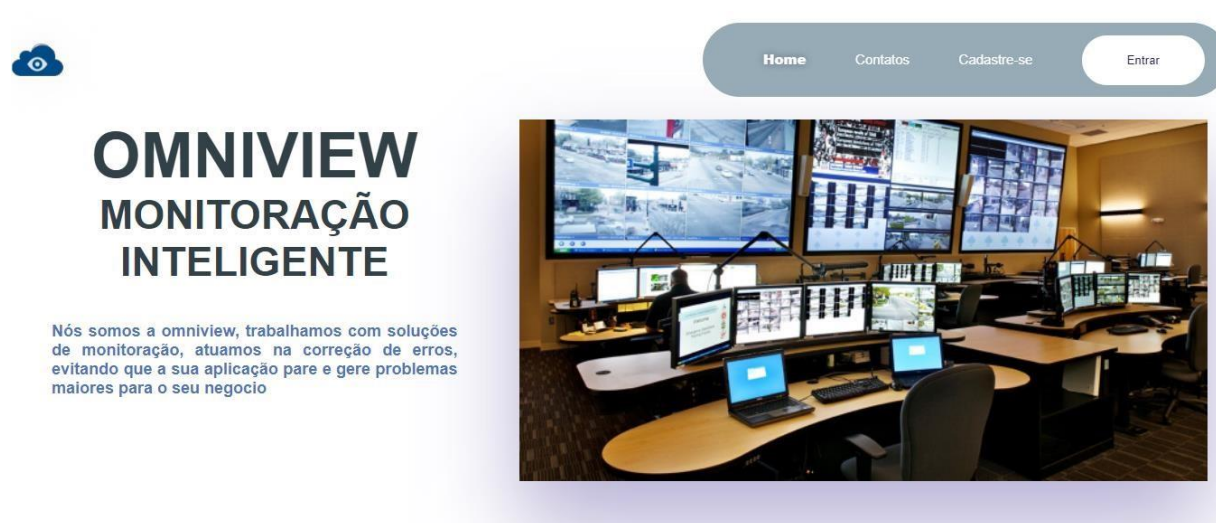 Home Contatos Cadastre-se Entrar
OMNIVIEW
MONITORAÇÃO
INTELIGENTE
Nós somos a omniview, trabalhamos com soluções
de monitoração, atuamos na correção de erros,
evitando que a sua aplicação pare e gere problemas
maiores para o seu negocio